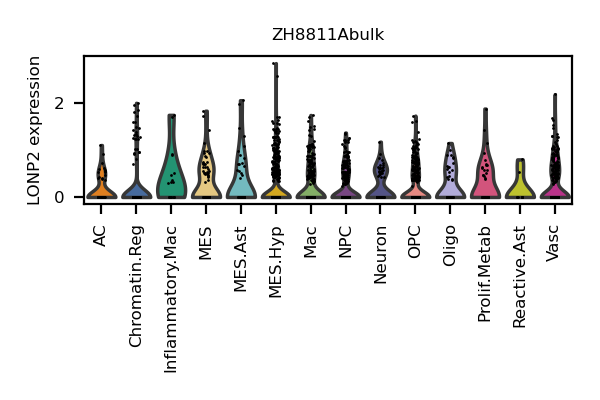 ZH8811Abulk
LONP2 expression
2
0
AC
Chromatin.Reg
Inflammatory.Mac
MES
MES.Ast
MES.Hyp
Mac
NPC
Neuron
OPC
Oligo
Prolif.Metab
Reactive.Ast
Vasc